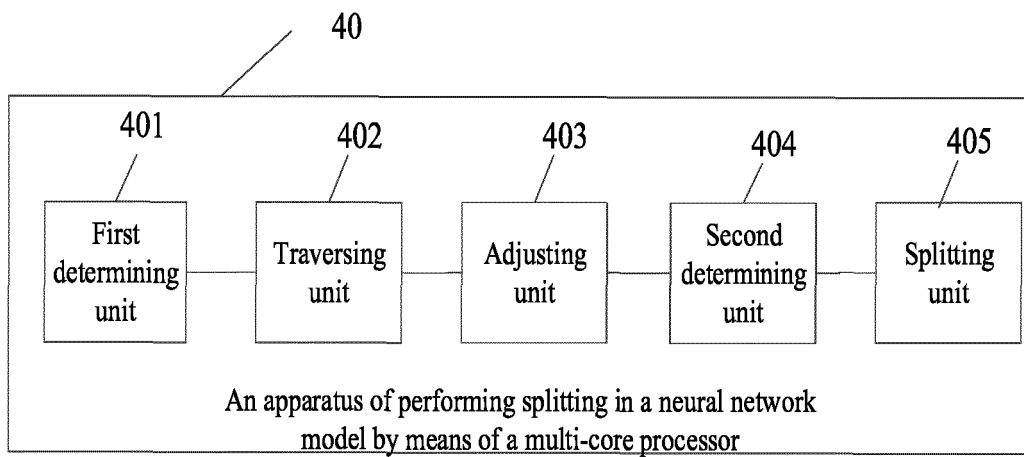 40
401
402
403
404
405
First
determining
unit
Traversing
unit
Adjusting
unit
Second
determining
unit
Splitting
unit
An apparatus of performing splitting in a neural network
model by means of a multi-core processor